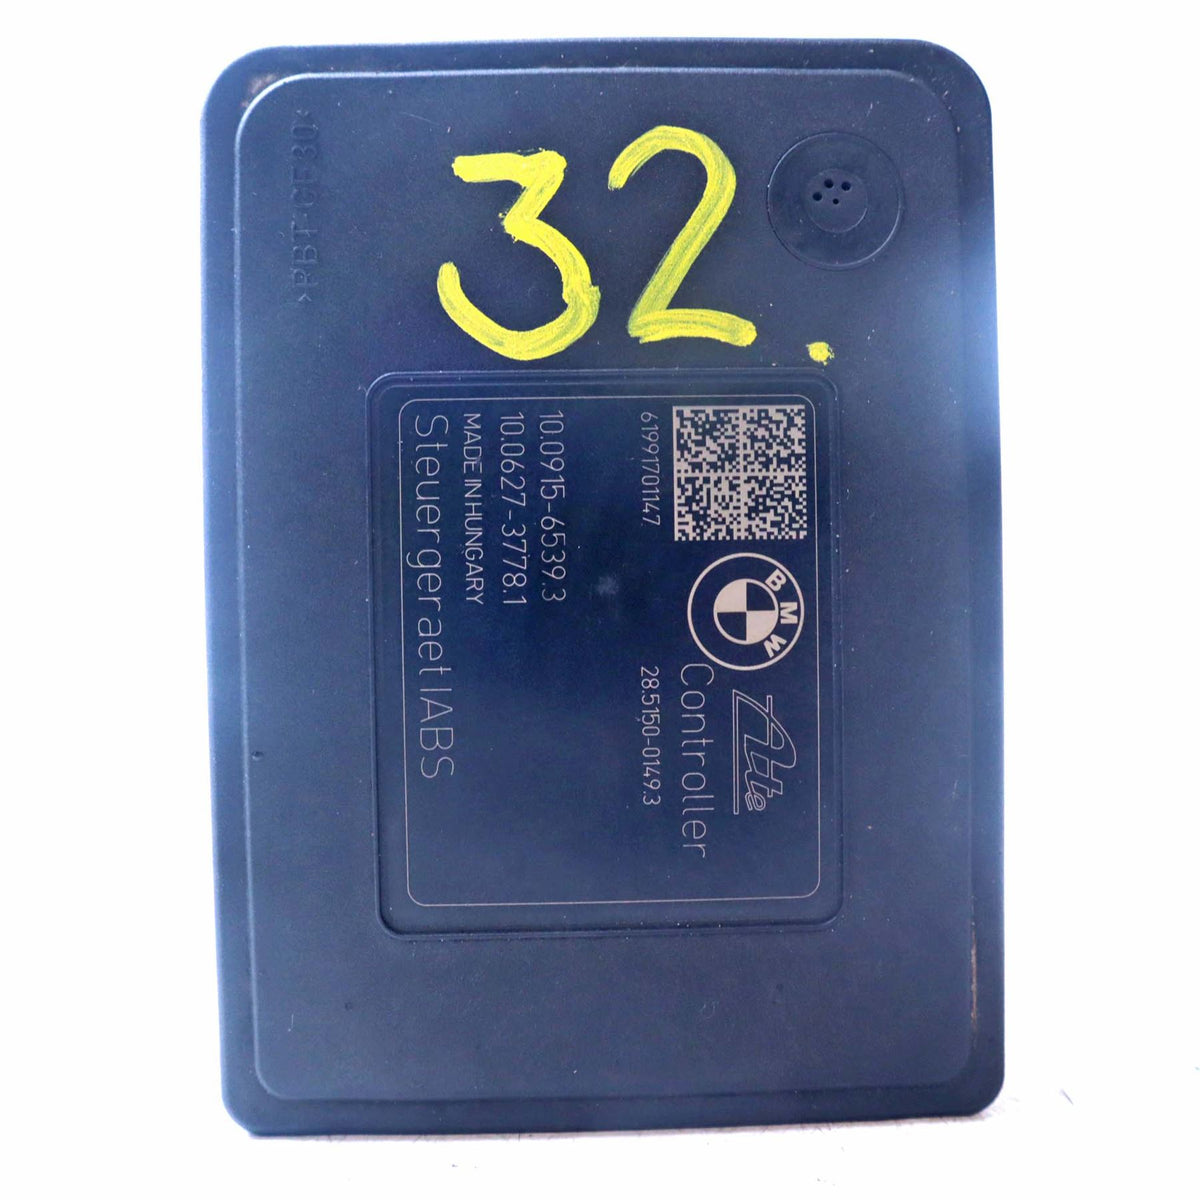 >PBT-GF30<
32.
BMW
Ate
Controller
61997701147
28.5150-0149.3
10.0915-6539.3
10.0627-3778.1
MADE IN HUNGARY
Steuergeraet IABS